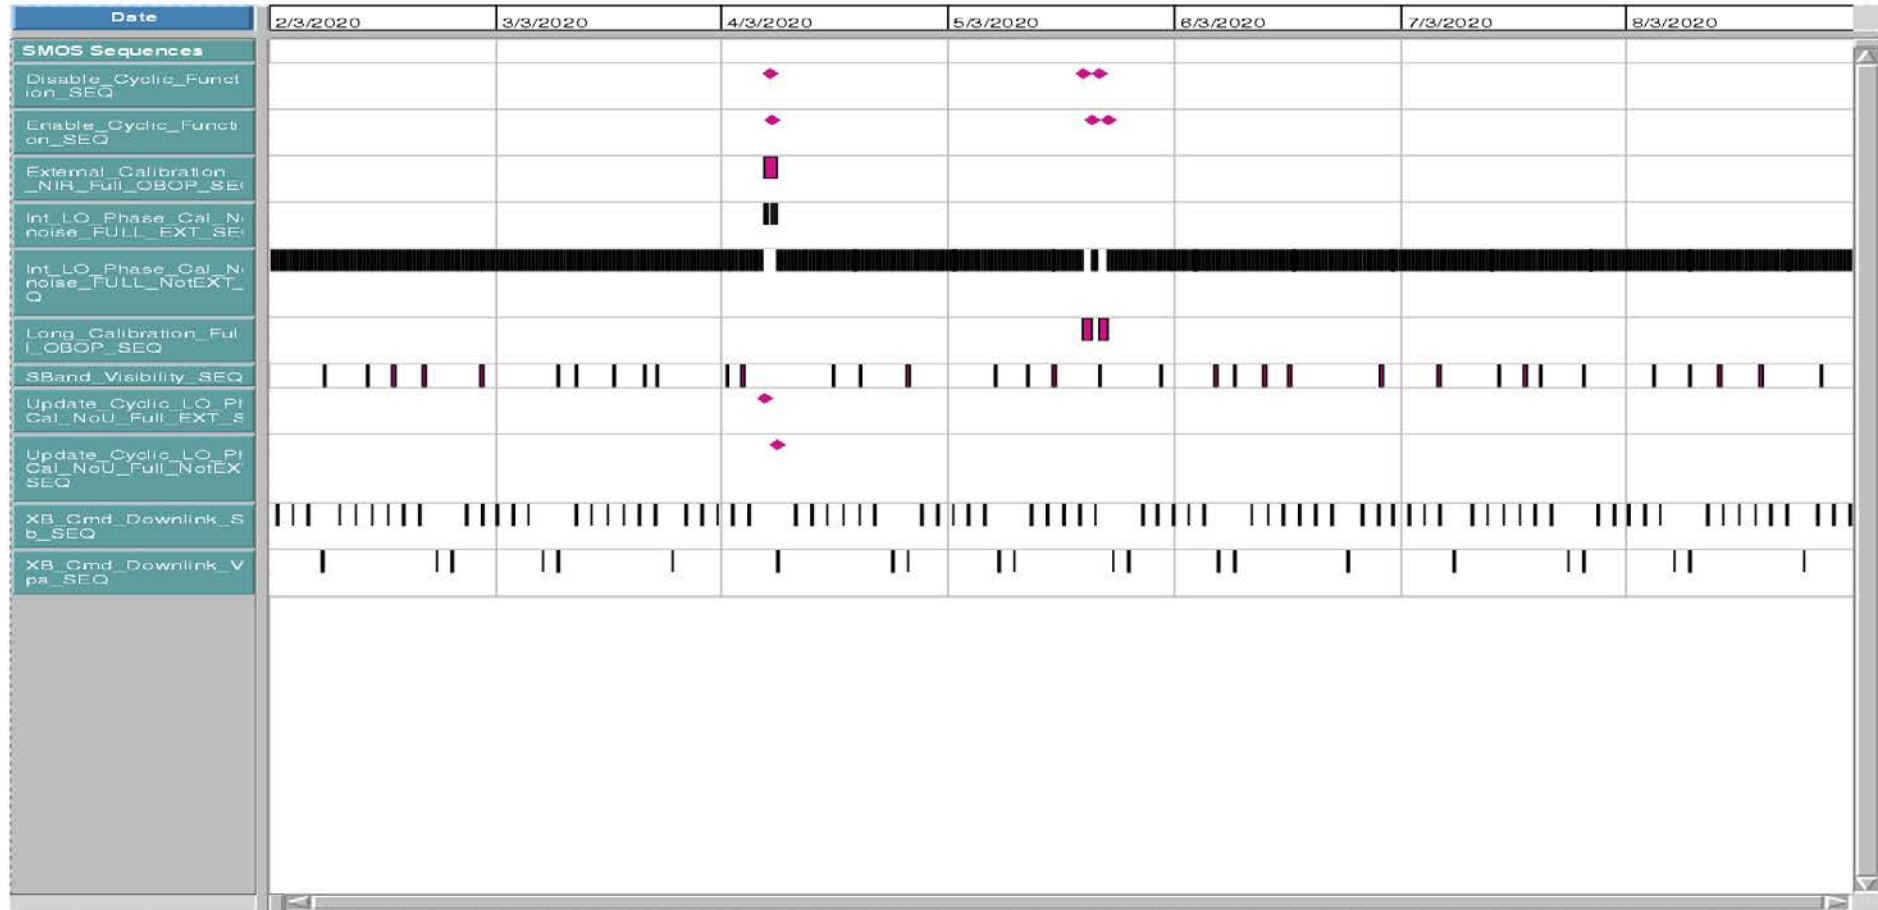 Date
2/3/2020
3/3/2020
4/3/2020
5/3/2020
6/3/2020
7/3/2020
8/3/2020
SMOS Sequences
Disable_Cyclic_Funct
ion_SEQ
Enable_Cyclic_Functi
on_SEQ
External_Calibration
_NIR_Full_OBOP_SE
Int_LO_Phase_Cal_N
noise_FULL_EXT_SE
Int_LO_Phase_Cal_N
noise_FULL_NotEXT_
Q
Long_Calibration_Ful
l_OBOP_SEQ
SBand_Visibility_SEQ
Update_Cyclic_LO_P
Cal_NoU_Full_EXT_S
Update_Cyclic_LO_P
Cal_NoU_Full_NotEX
SEQ
XB_Cmd_Downlink_S
b_SEQ
XB_Cmd_Downlink_V
pa_SEQ